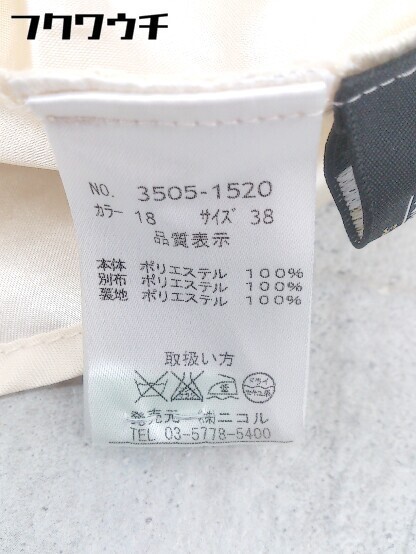 フクワウチ
NO. 3505-1520
カラー 18 サイズ 38
品質表示
本体 ポリエステル 100%
別布 ポリエステル 100%
裏地 ポリエステル 100%
取扱い方
発売元 ㈱ニコル
TEL 03-5778-5400